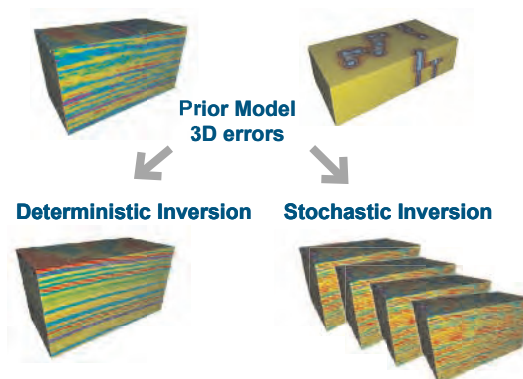 Prior Model
3D errors
Deterministic Inversion
Stochastic Inversion